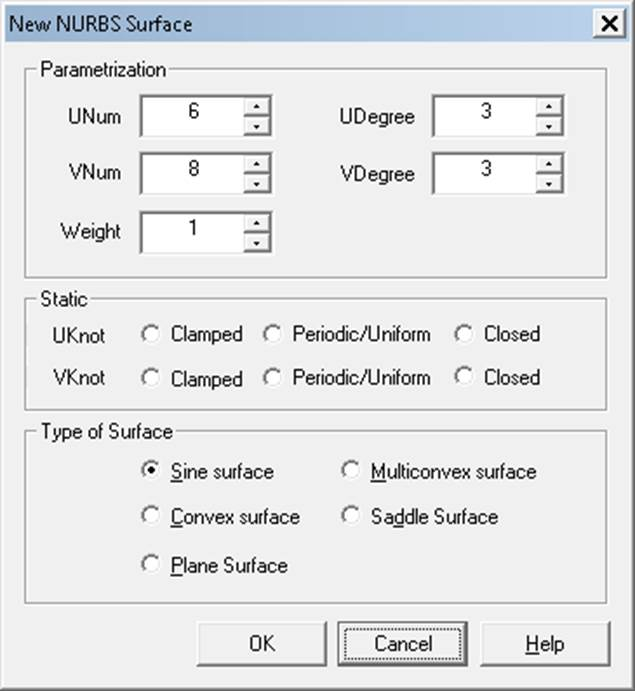 New NURBS Surface
Parametrization
UNum 6 UDegree 3
VNum 8 VDegree 3
Weight 1
Static
UKnot Clamped Periodic/Uniform Closed
VKnot Clamped Periodic/Uniform Closed
Type of Surface
Sine surface Multiconvex surface
Convex surface Saddle Surface
Plane Surface
OK Cancel Help